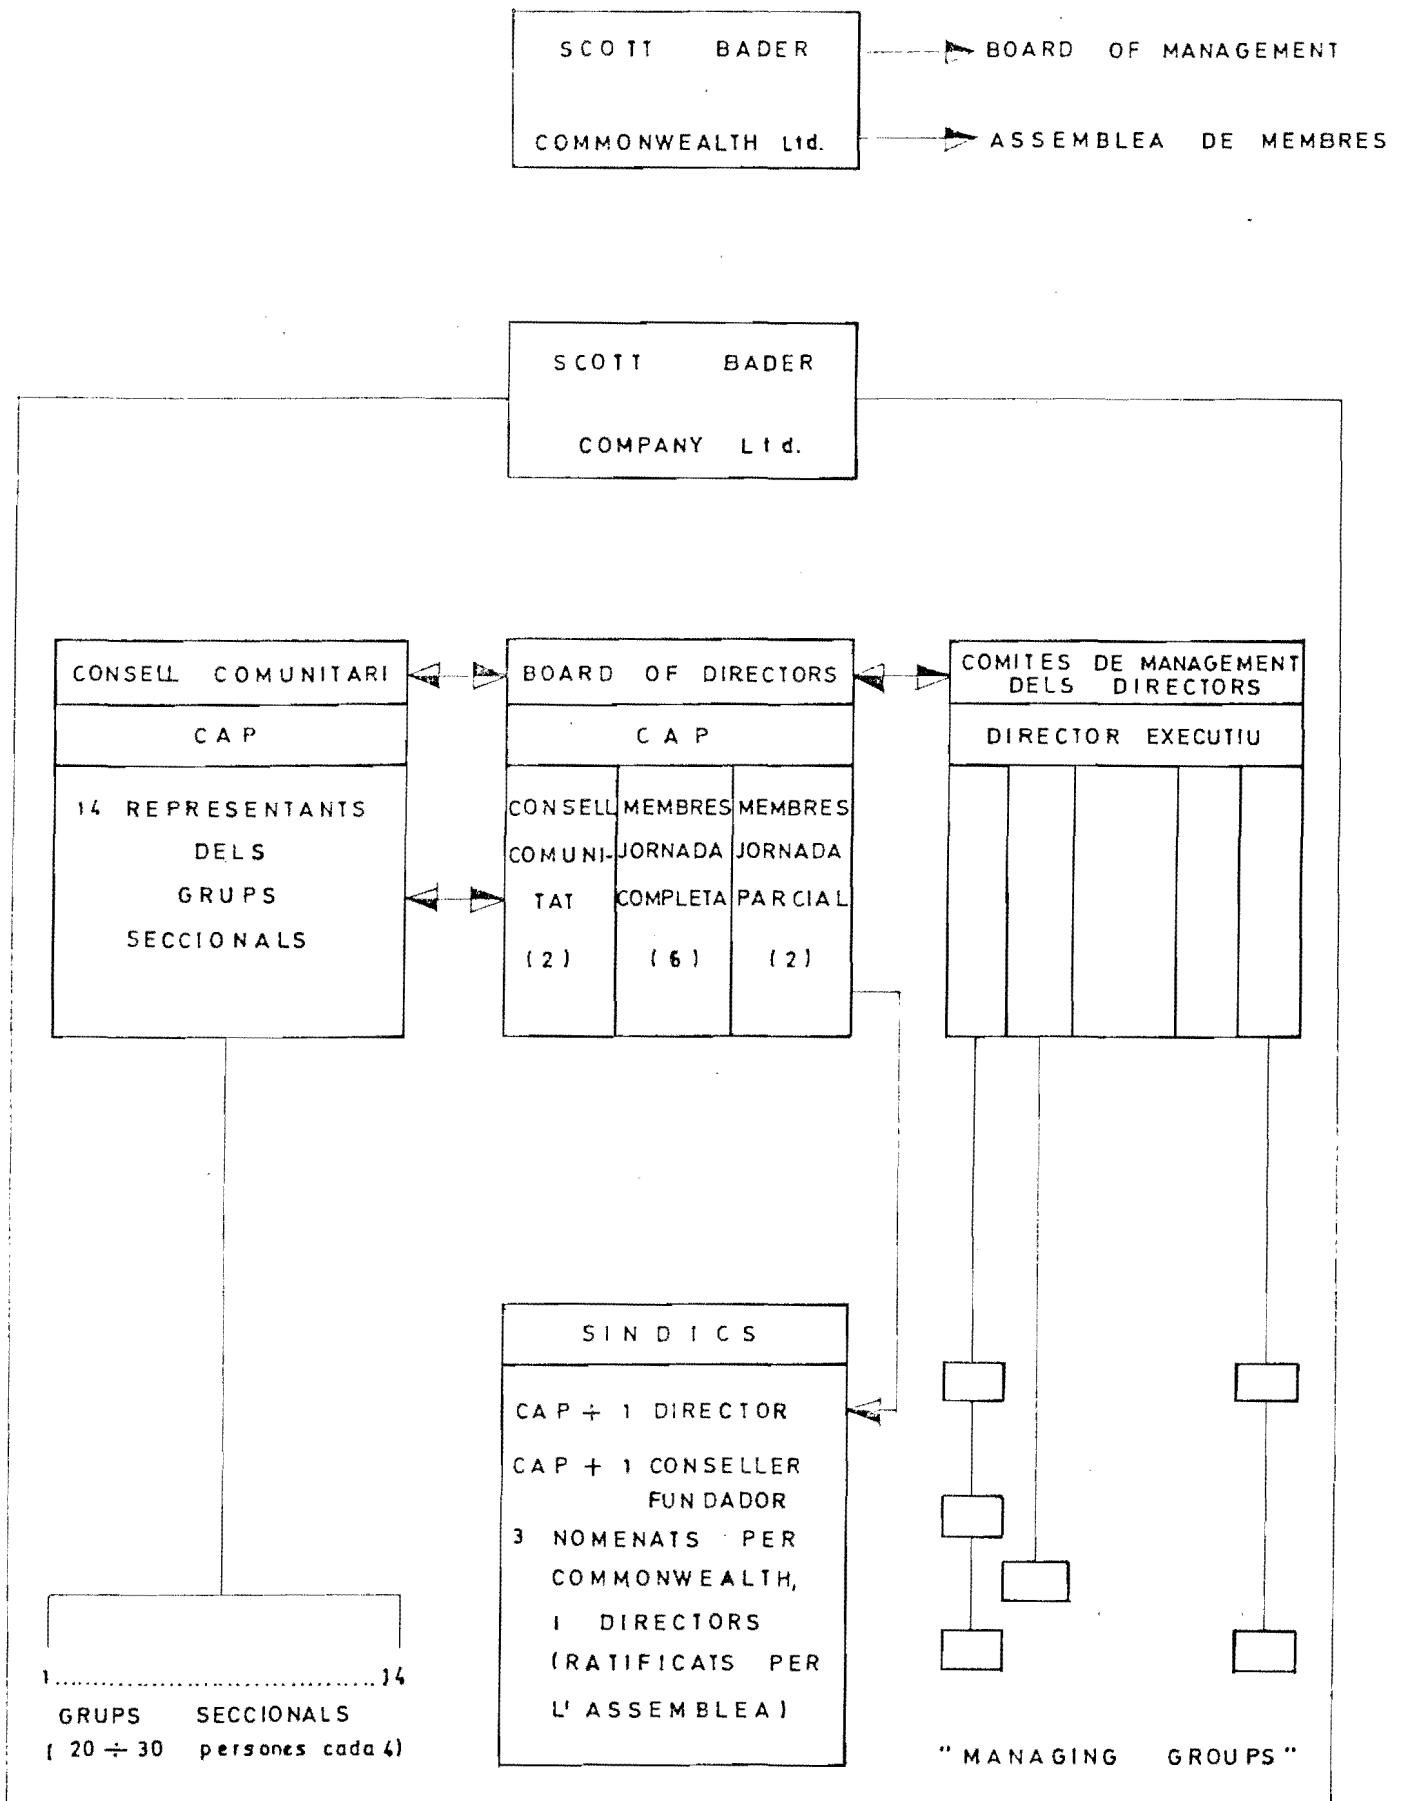 SCOTT BADER
COMMONWEALTH Ltd.
BOARD OF MANAGEMENT
ASSEMBLEA DE MEMBRES
SCOTT BADER
COMPANY Ltd.
CONSELL COMUNITARI
CAP
14 REPRESENTANTS
DELS
GRUPS
SECCIONALS
BOARD OF DIRECTORS
CAP
CONSELL
COMUNI-
TAT
(2)
MEMBRES
JORNADA
COMPLETA
(6)
MEMBRES
JORNADA
PARCIAL
(2)
COMITES DE MANAGEMENT
DELS DIRECTORS
DIRECTOR EXECUTIU
SINDICS
CAP ÷ 1 DIRECTOR
CAP + 1 CONSELLER
FUNDADOR
3 NOMENATS PER
COMMONWEALTH,
I DIRECTORS
(RATIFICATS PER
L'ASSEMBLEA)
1......................................14
GRUPS SECCIONALS
( 20 ÷ 30 persones cada 4)
"MANAGING GROUPS"